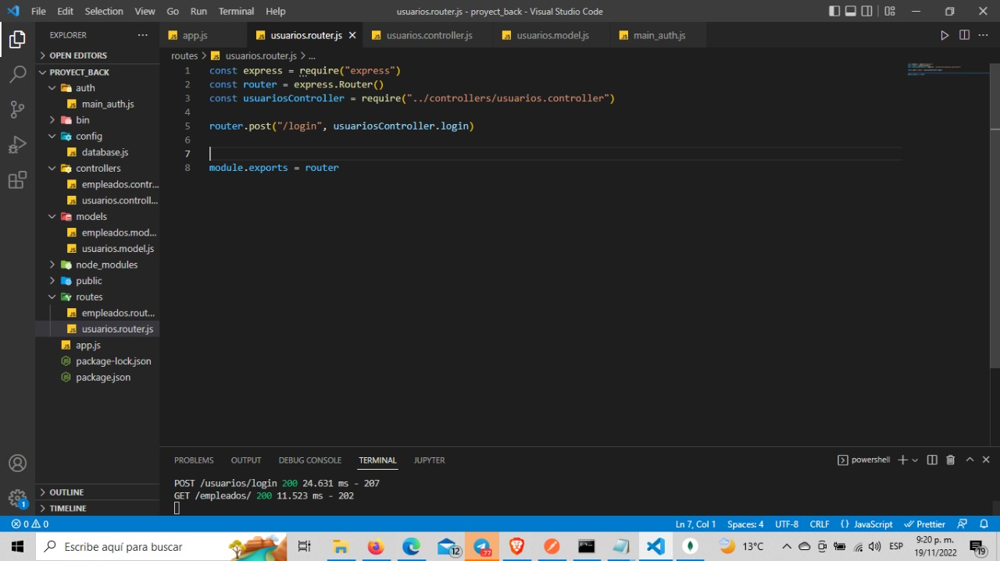 File Edit Selection View Go Run Terminal Help usuarios.router.js - proyect_back - Visual Studio Code
EXPLORER
app.js usuarios.router.js usuarios.controller.js usuarios.model.js main_auth.js
OPEN EDITORS
PROYECT_BACK
auth
main_auth.js
bin
config
database.js
controllers
empleados.contr...
usuarios.controll...
models
empleados.mod...
usuarios.model.js
node_modules
public
routes
empleados.rout...
usuarios.router.js
app.js
package-lock.json
package.json
OUTLINE
TIMELINE
routes > usuarios.router.js > ...
1 const express = require("express")
2 const router = express.Router()
3 const usuariosController = require("../controllers/usuarios.controller")
4
5 router.post("/login", usuariosController.login)
6
7
8 module.exports = router
PROBLEMS OUTPUT DEBUG CONSOLE TERMINAL JUPYTER
powershell
POST /usuarios/login 200 24.631 ms - 207
GET /empleados/ 200 11.523 ms - 202
1
0 0 Ln 7, Col 1 Spaces: 4 UTF-8 CRLF {} JavaScript Prettier
Escribe aquí para buscar 12 77 13°C ESP 9:20 p. m.
19/11/2022 19